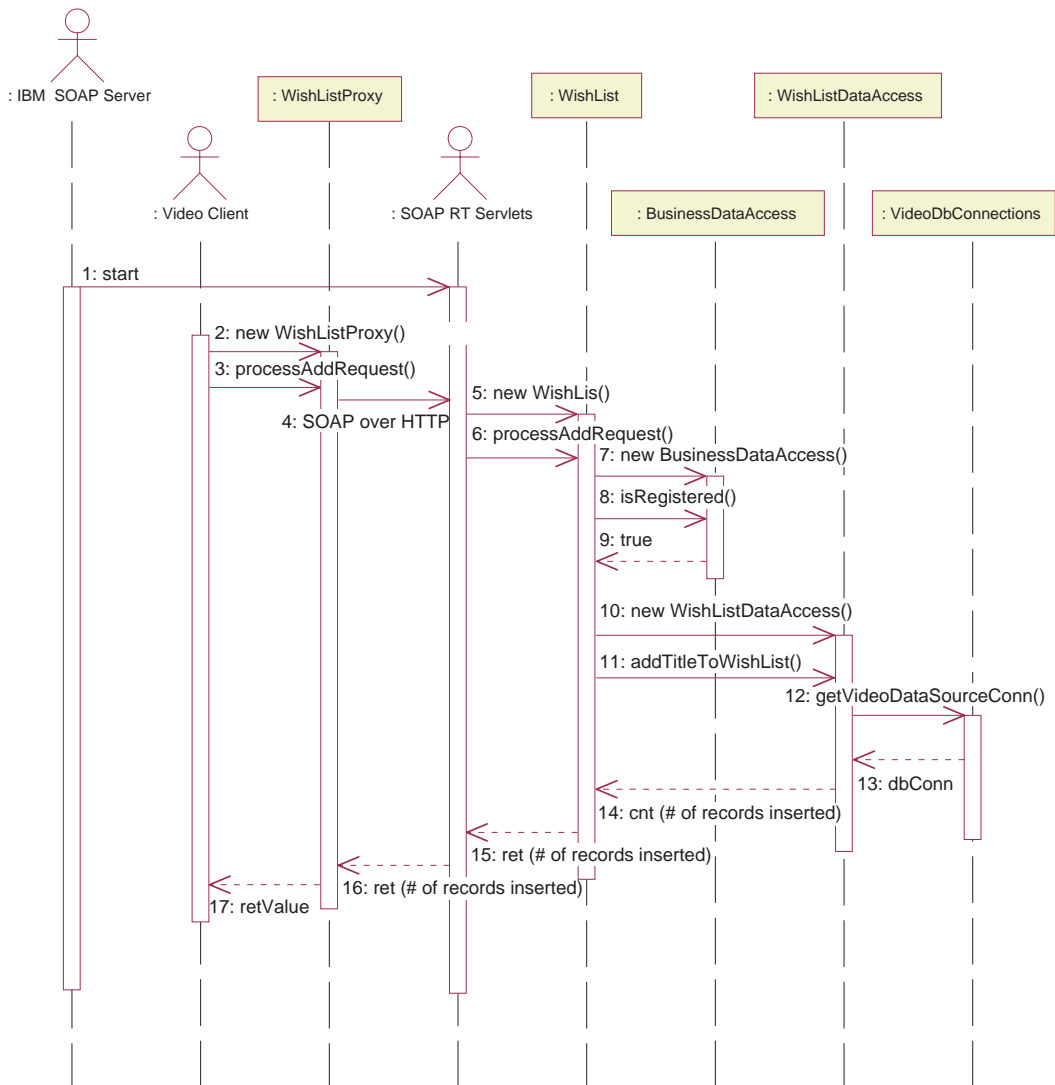 : IBM  SOAP Server
: WishListProxy
: WishList
: WishListDataAccess
: Video Client
: SOAP RT Servlets
: BusinessDataAccess
: VideoDbConnections
1: start
2: new WishListProxy()
3: processAddRequest()
4: SOAP over HTTP
5: new WishLis()
6: processAddRequest()
7: new BusinessDataAccess()
8: isRegistered()
9: true
10: new WishListDataAccess()
11: addTitleToWishList()
12: getVideoDataSourceConn()
13: dbConn
14: cnt (# of records inserted)
15: ret (# of records inserted)
16: ret (# of records inserted)
17: retValue